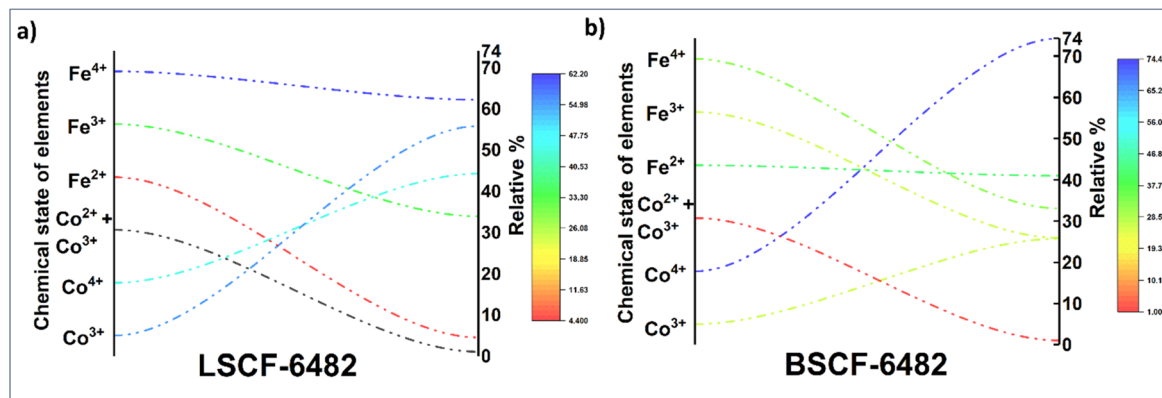 a)
Chemical state of elements
Fe⁴⁺
Fe³⁺
Fe²⁺
Co²⁺ +
Co³⁺
Co⁴⁺
Co³⁺
74
70
60
50
40
30
20
10
0
Relative %
62.20
54.98
47.75
40.53
33.30
26.08
18.85
11.63
4.400
LSCF-6482
b)
Chemical state of elements
Fe⁴⁺
Fe³⁺
Fe²⁺
Co²⁺ +
Co³⁺
Co⁴⁺
Co³⁺
74
70
60
50
40
30
20
10
0
Relative %
74.4
65.2
56.0
46.8
37.7
28.5
19.3
10.1
1.00
BSCF-6482